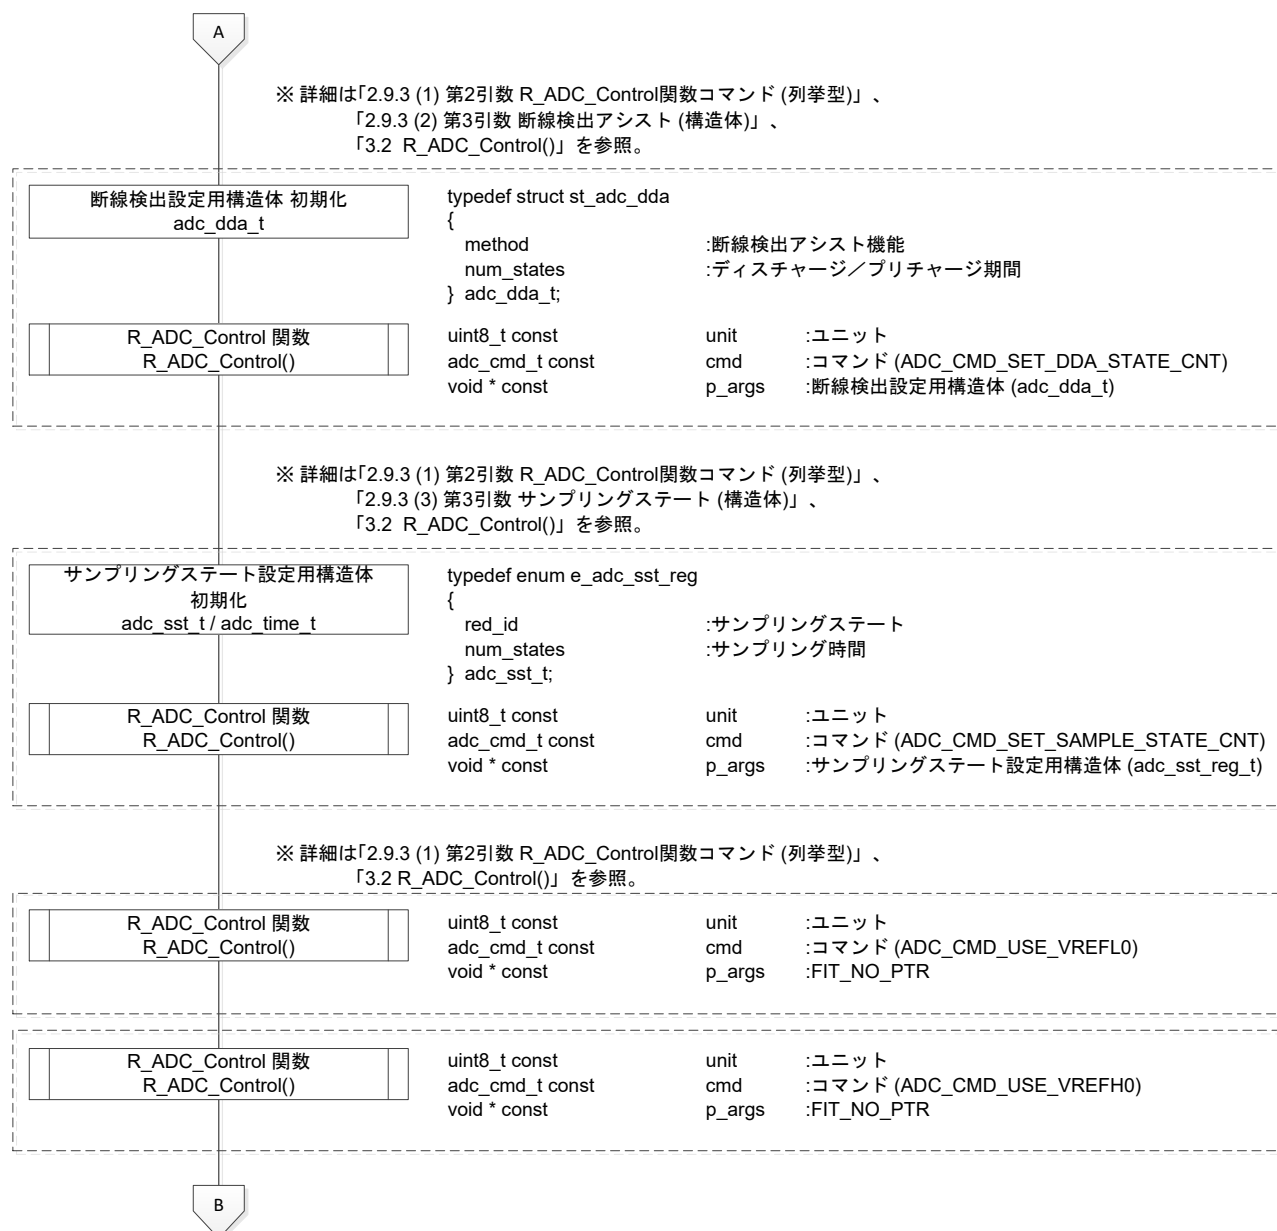 A
※ 詳細は「2.9.3 (1) 第2引数 R_ADC_Control関数コマンド (列挙型)」、
「2.9.3 (2) 第3引数 断線検出アシスト (構造体)」、
「3.2 R_ADC_Control()」を参照。
断線検出設定用構造体 初期化
adc_dda_t
typedef struct st_adc_dda
{
method :断線検出アシスト機能
num_states :ディスチャージ／プリチャージ期間
} adc_dda_t;
R_ADC_Control 関数
R_ADC_Control()
uint8_t const unit :ユニット
adc_cmd_t const cmd :コマンド (ADC_CMD_SET_DDA_STATE_CNT)
void * const p_args :断線検出設定用構造体 (adc_dda_t)
※ 詳細は「2.9.3 (1) 第2引数 R_ADC_Control関数コマンド (列挙型)」、
「2.9.3 (3) 第3引数 サンプリングステート (構造体)」、
「3.2 R_ADC_Control()」を参照。
サンプリングステート設定用構造体
初期化
adc_sst_t / adc_time_t
typedef enum e_adc_sst_reg
{
red_id :サンプリングステート
num_states :サンプリング時間
} adc_sst_t;
R_ADC_Control 関数
R_ADC_Control()
uint8_t const unit :ユニット
adc_cmd_t const cmd :コマンド (ADC_CMD_SET_SAMPLE_STATE_CNT)
void * const p_args :サンプリングステート設定用構造体 (adc_sst_reg_t)
※ 詳細は「2.9.3 (1) 第2引数 R_ADC_Control関数コマンド (列挙型)」、
「3.2 R_ADC_Control()」を参照。
R_ADC_Control 関数
R_ADC_Control()
uint8_t const unit :ユニット
adc_cmd_t const cmd :コマンド (ADC_CMD_USE_VREFL0)
void * const p_args :FIT_NO_PTR
R_ADC_Control 関数
R_ADC_Control()
uint8_t const unit :ユニット
adc_cmd_t const cmd :コマンド (ADC_CMD_USE_VREFH0)
void * const p_args :FIT_NO_PTR
B